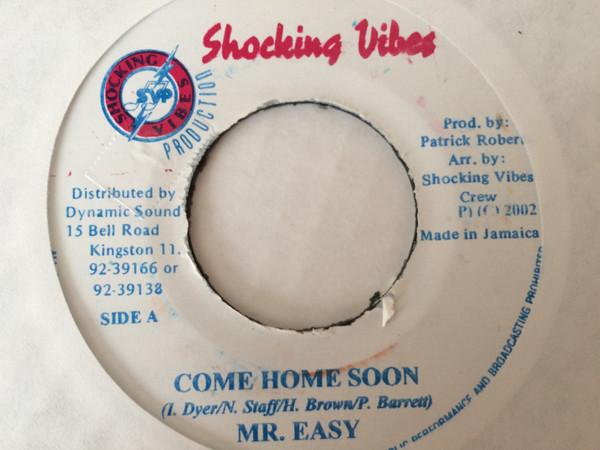 Shocking Vibes
SHOCKING VIBES
SVP
PRODUCTION
Prod. by:
Patrick Rober
Arr. by:
Shocking Vibes
Crew
P) (C) 2002
Made in Jamaica
Distributed by
Dynamic Sound
15 Bell Road
Kingston 11.
92-39166 or
92-39138
SIDE A
COME HOME SOON
(I. Dyer/N. Staff/H. Brown/P. Barrett)
MR. EASY
PERFORMANCE AND BROADCASTING PROHIBITED